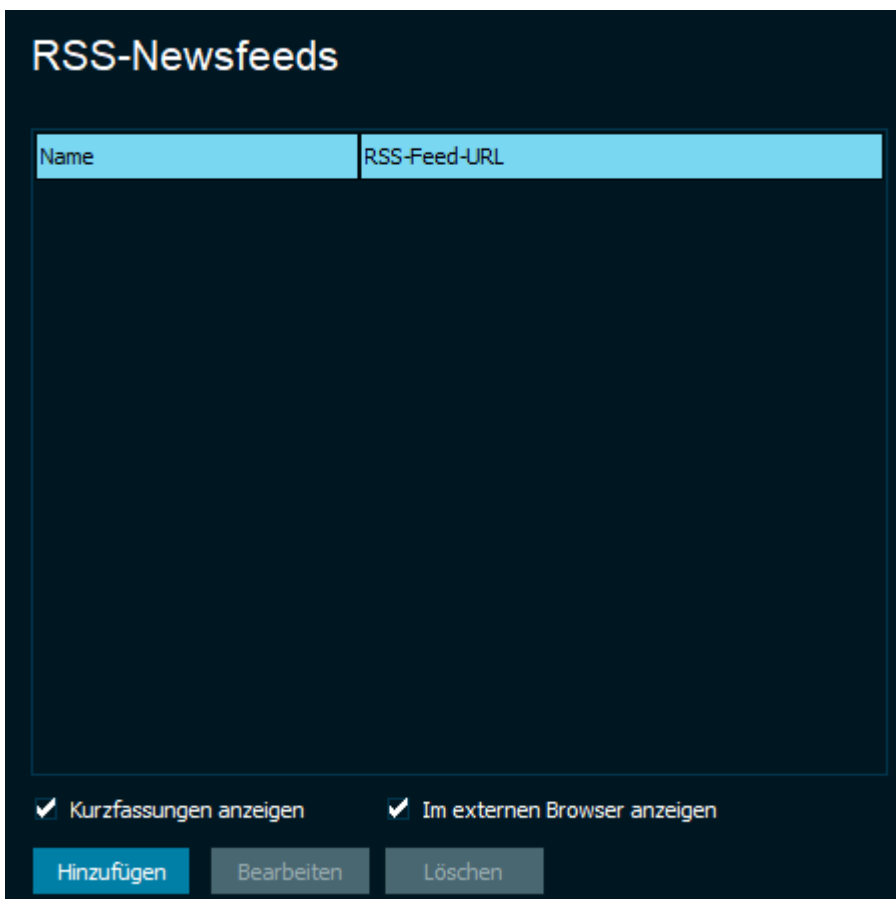 RSS-Newsfeeds
Name RSS-Feed-URL
Kurzfassungen anzeigen Im externen Browser anzeigen
Hinzufügen Bearbeiten Löschen